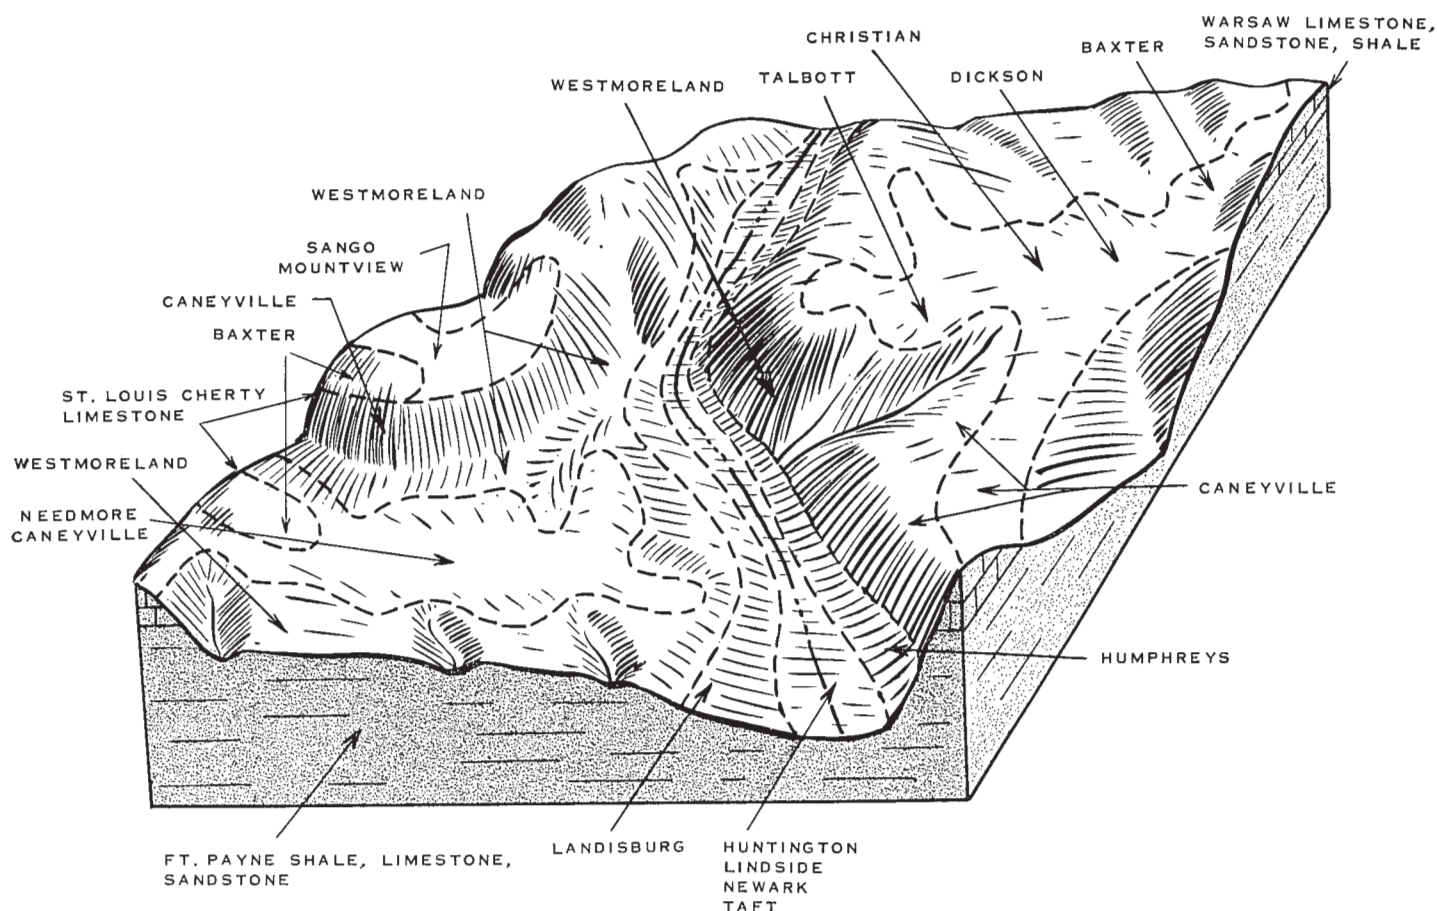 WARSAW LIMESTONE,
SANDSTONE, SHALE
CHRISTIAN
BAXTER
DICKSON
TALBOTT
WESTMORELAND
WESTMORELAND
SANGO
MOUNTVIEW
CANEYVILLE
BAXTER
ST. LOUIS CHERTY
LIMESTONE
WESTMORELAND
NEEDMORE
CANEYVILLE
CANEYVILLE
HUMPHREYS
LANDISBURG
HUNTINGTON
LINDSIDE
NEWARK
TAFT
FT. PAYNE SHALE, LIMESTONE,
SANDSTONE